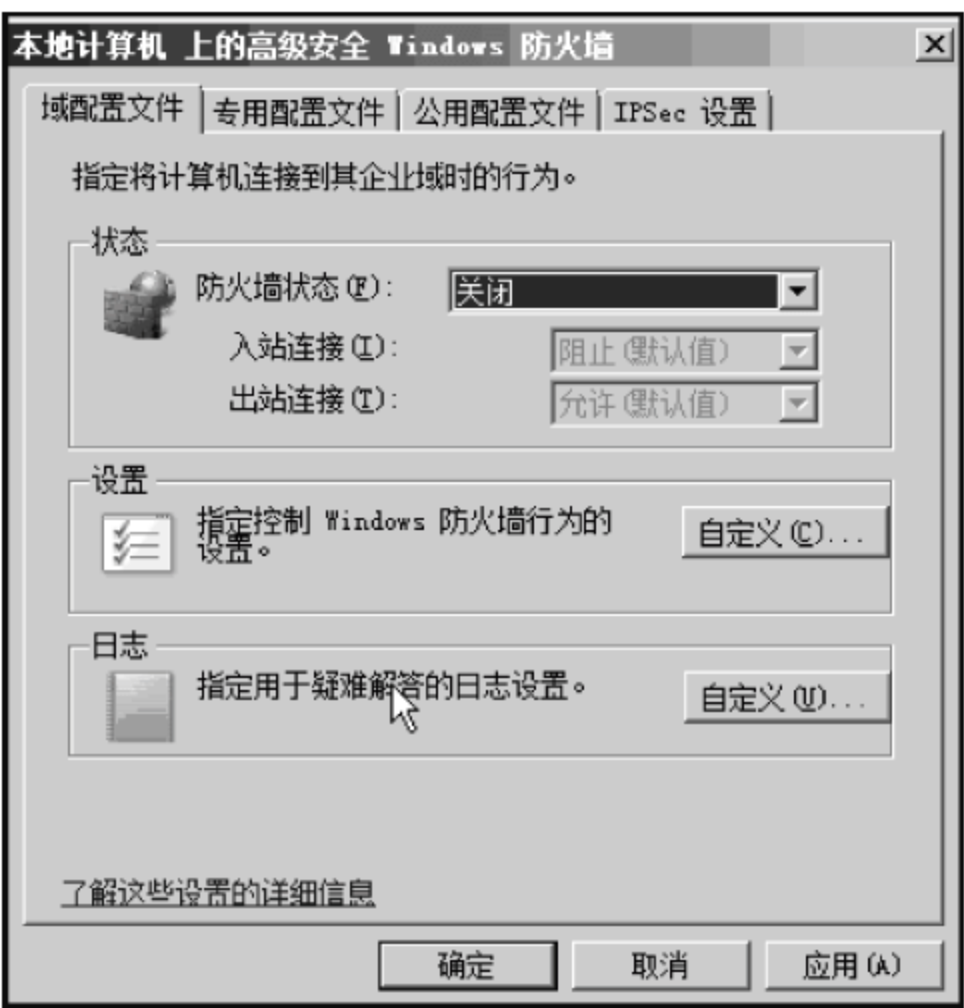 本地计算机 上的高级安全 Windows 防火墙
域配置文件 专用配置文件 公用配置文件 IPSec 设置
指定将计算机连接到其企业域时的行为。
状态
防火墙状态(F): 关闭
入站连接(I): 阻止(默认值)
出站连接(T): 允许(默认值)
设置
指定控制 Windows 防火墙行为的
设置。
自定义(C)...
日志
指定用于疑难解答的日志设置。
自定义(U)...
了解这些设置的详细信息
确定 取消 应用(A)